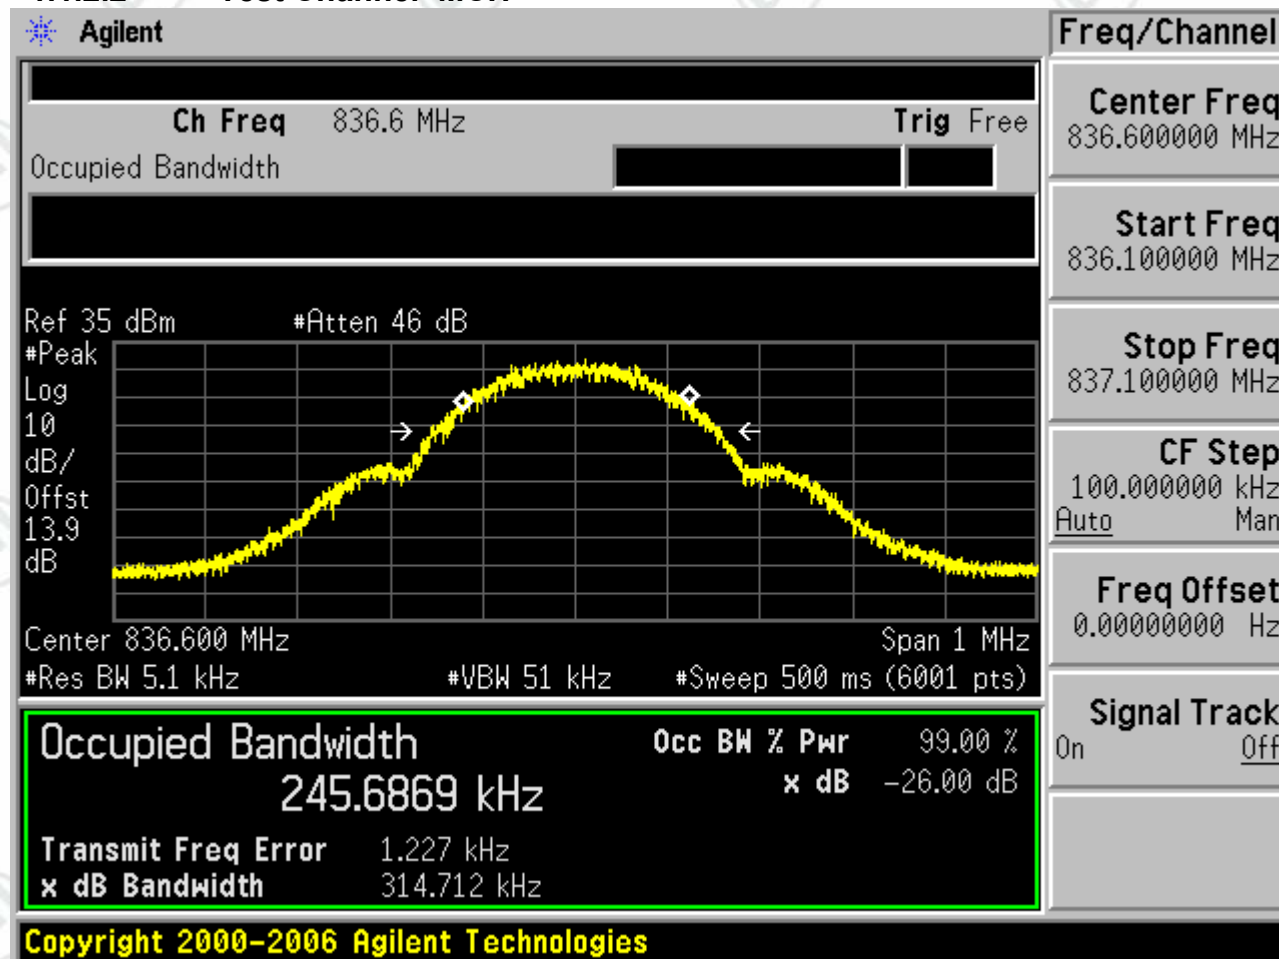 Agilent
Freq/Channel
Ch Freq 836.6 MHz Trig Free
Occupied Bandwidth
Center Freq
836.600000 MHz
Start Freq
836.100000 MHz
Stop Freq
837.100000 MHz
CF Step
100.000000 kHz
Auto Man
Freq Offset
0.00000000 Hz
Signal Track
On Off
Ref 35 dBm #Atten 46 dB
#Peak
Log
10
dB/
Offst
13.9
dB
Center 836.600 MHz Span 1 MHz
#Res BW 5.1 kHz #VBW 51 kHz #Sweep 500 ms (6001 pts)
Occupied Bandwidth Occ BW % Pwr 99.00 %
245.6869 kHz x dB -26.00 dB
Transmit Freq Error 1.227 kHz
x dB Bandwidth 314.712 kHz
Copyright 2000-2006 Agilent Technologies